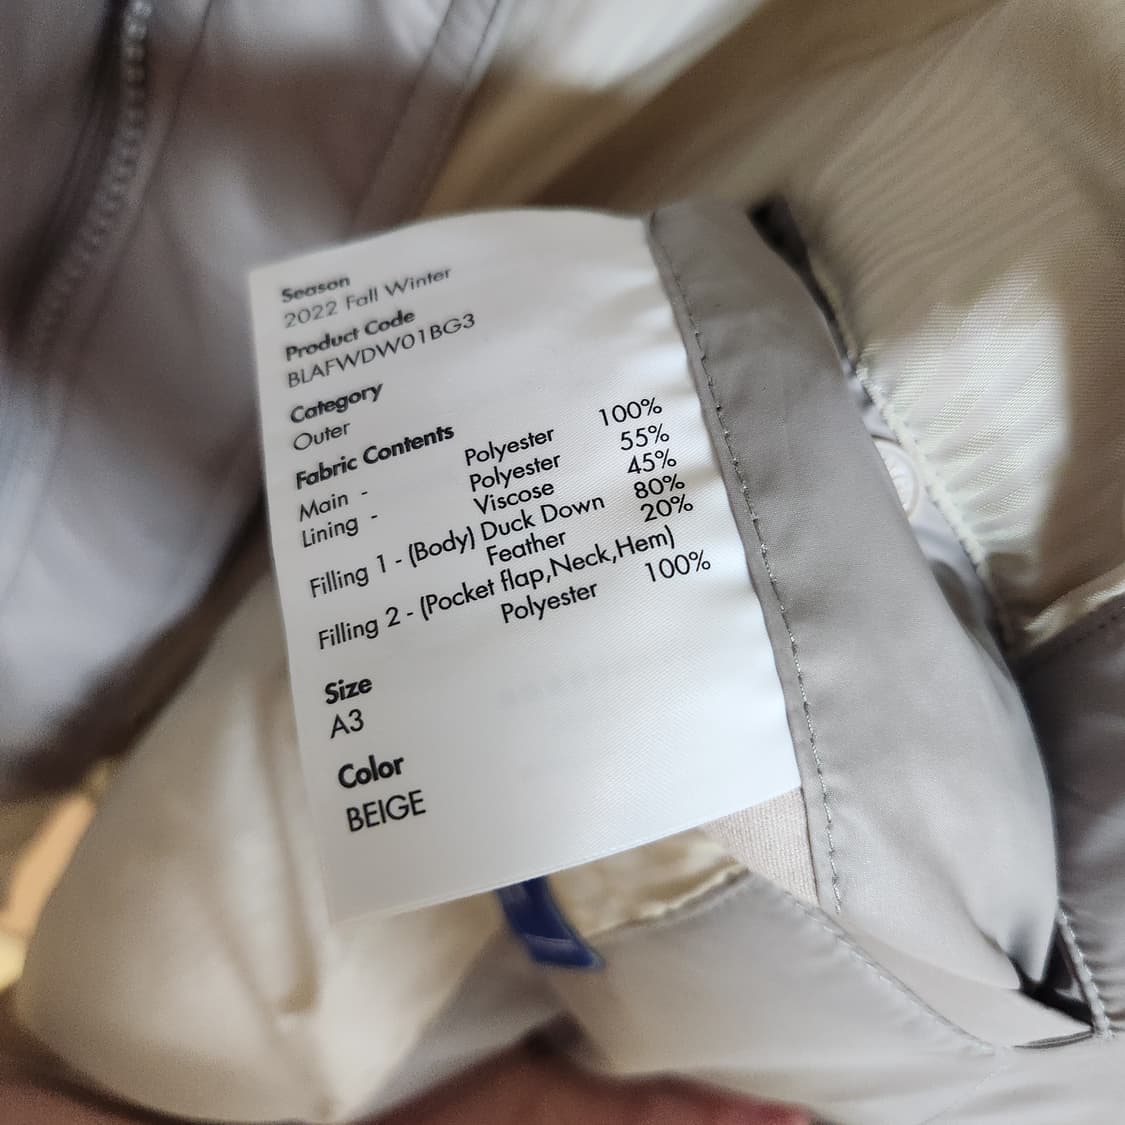 Season
2022 Fall Winter
Product Code
BLAFWDW01BG3
Category
Outer
Fabric Contents
Main - Polyester 100%
Lining - Polyester 55%
Viscose 45%
Filling 1 - (Body) Duck Down 80%
Feather 20%
Filling 2 - (Pocket flap,Neck,Hem)
Polyester 100%
Size
A3
Color
BEIGE